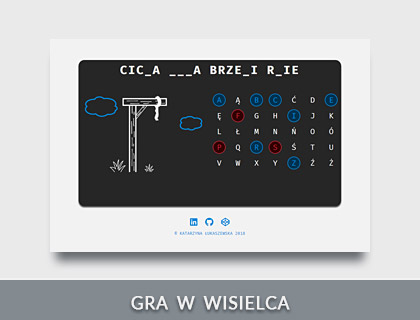 CIC_A ___A BRZE_I R_IE
A Ą B C Ć D E
Ę F G H I J K
L Ł M N Ń O Ó
P Q R S Ś T U
V W X Y Z Ź Ż
© KATARZYNA ŁUKASZEWSKA 2018
GRA W WISIELCA